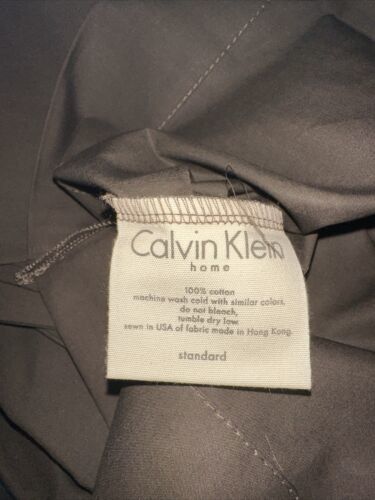 Calvin Klein
home
100% cotton
machine wash cold with similar colors,
do not bleach,
tumble dry low
sewn in USA of fabric made in Hong Kong.
standard